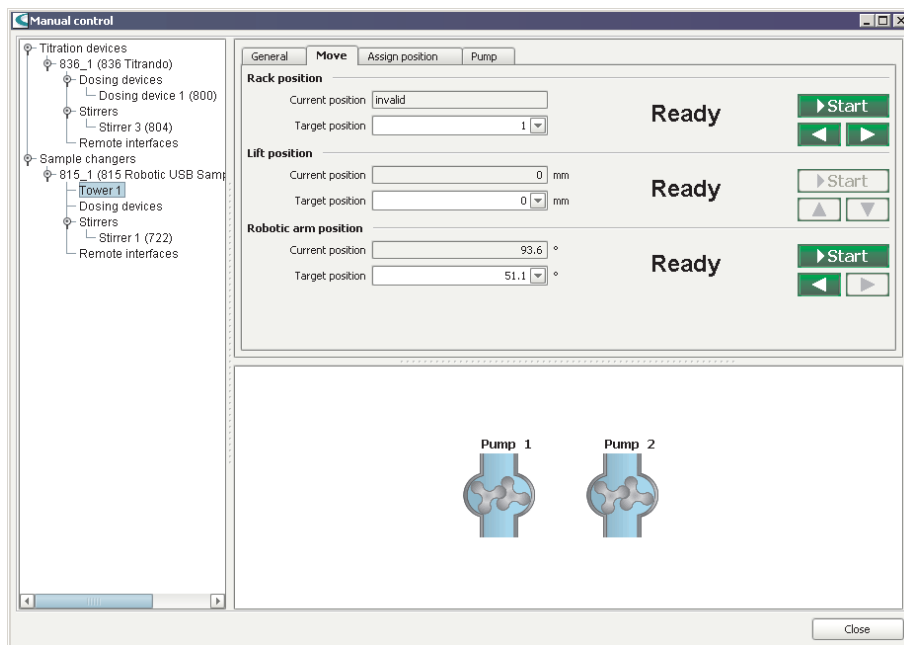 Manual control
Titration devices
836_1 (836 Titrando)
Dosing devices
Dosing device 1 (800)
Stirrers
Stirrer 3 (804)
Remote interfaces
Sample changers
815_1 (815 Robotic USB Samp
Tower 1
Dosing devices
Stirrers
Stirrer 1 (722)
Remote interfaces
General Move Assign position Pump
Rack position
Current position invalid
Target position 1
Ready
Start
Lift position
Current position 0 mm
Target position 0 mm
Ready
Start
Robotic arm position
Current position 93.6 °
Target position 51.1 °
Ready
Start
Pump 1 Pump 2
Close